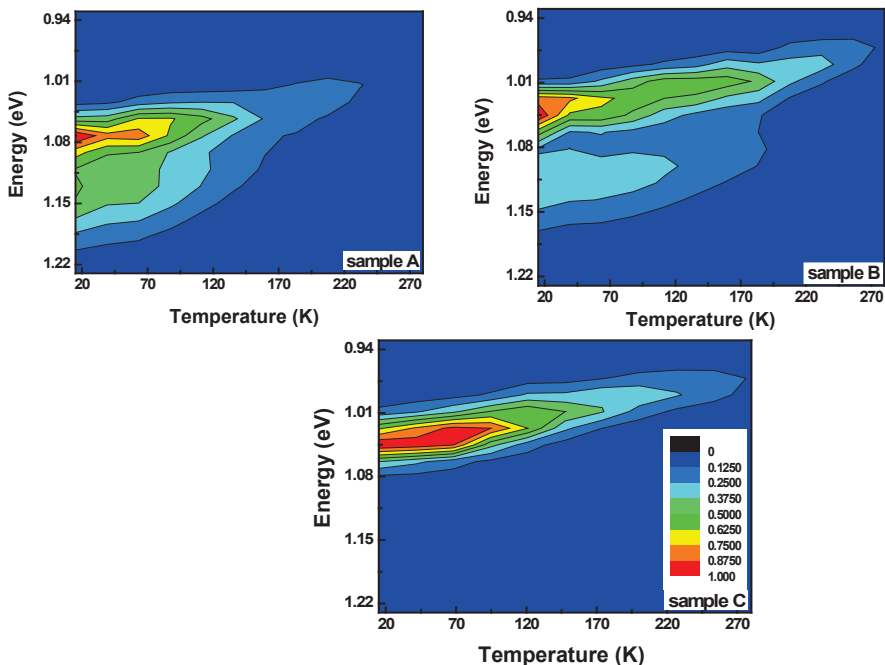 0.94
1.01
1.08
1.15
1.22
Energy (eV)
20 70 120 170 220 270
Temperature (K)
sample A
0.94
1.01
1.08
1.15
1.22
Energy (eV)
20 70 120 170 220 270
Temperature (K)
sample B
0.94
1.01
1.08
1.15
1.22
Energy (eV)
20 70 120 170 220 270
Temperature (K)
0
0.1250
0.2500
0.3750
0.5000
0.6250
0.7500
0.8750
1.000
sample C